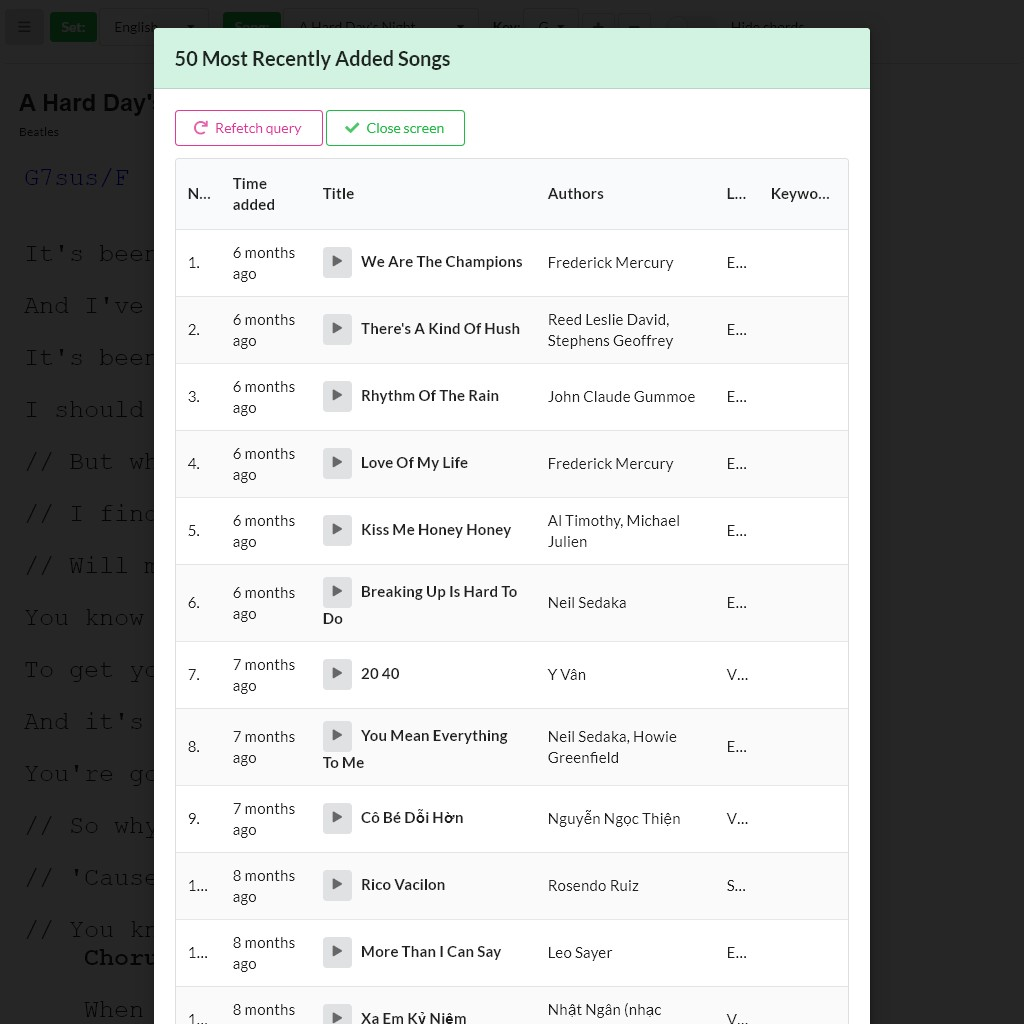 Set:
English
Song:
A Hard Day's Night
Key:
G
Hide chords
50 Most Recently Added Songs
A Hard Day's
Beatles
Refetch query
Close screen
G7sus/F
N...
Time added
Title
Authors
L...
Keywo...
It's been
And I've
It's been
I should
// But wh
// I find
// Will m
You know
To get yo
And it's
You're go
// So why
// 'Cause
// You kn
Choru
When
1.
6 months ago
We Are The Champions
Frederick Mercury
E...
2.
6 months ago
There's A Kind Of Hush
Reed Leslie David,
Stephens Geoffrey
E...
3.
6 months ago
Rhythm Of The Rain
John Claude Gummoe
E...
4.
6 months ago
Love Of My Life
Frederick Mercury
E...
5.
6 months ago
Kiss Me Honey Honey
Al Timothy, Michael
Julien
E...
6.
6 months ago
Breaking Up Is Hard To
Do
Neil Sedaka
E...
7.
7 months ago
20 40
Y Vân
V...
8.
7 months ago
You Mean Everything
To Me
Neil Sedaka, Howie
Greenfield
E...
9.
7 months ago
Cô Bé Dỗi Hờn
Nguyễn Ngọc Thiện
V...
1...
8 months ago
Rico Vacilon
Rosendo Ruiz
S...
1...
8 months ago
More Than I Can Say
Leo Sayer
E...
1...
8 months
Xa Em Kỷ Niệm
Nhật Ngân (nhạc
V...